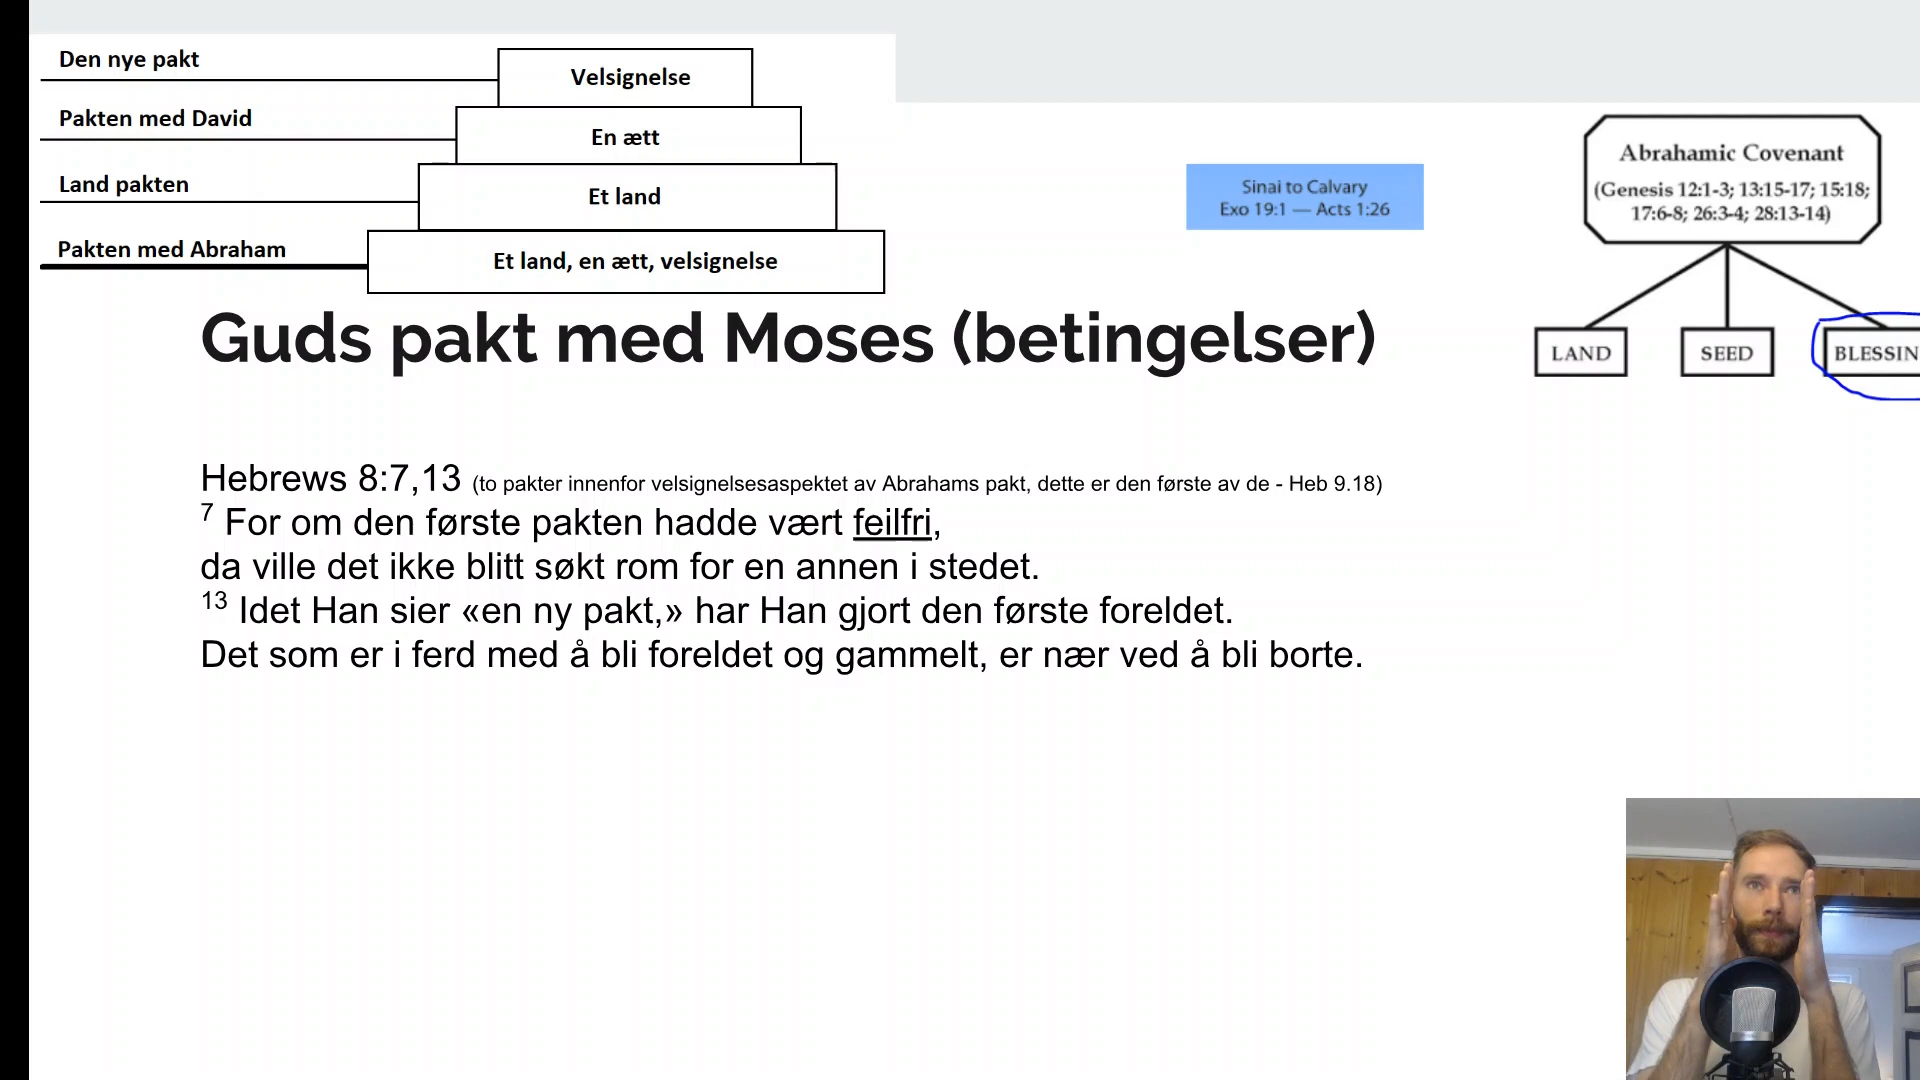 Den nye pakt
Velsignelse
Pakten med David
En ætt
Land pakten
Et land
Pakten med Abraham
Et land, en ætt, velsignelse
Sinai to Calvary
Exo 19:1 — Acts 1:26
Abrahamic Covenant
(Genesis 12:1-3; 13:15-17; 15:18;
17:6-8; 26:3-4; 28:13-14)
LAND
SEED
BLESSIN
Guds pakt med Moses (betingelser)
Hebrews 8:7,13 (to pakter innenfor velsignelsesaspektet av Abrahams pakt, dette er den første av de - Heb 9.18)
7 For om den første pakten hadde vært feilfri,
da ville det ikke blitt søkt rom for en annen i stedet.
13 Idet Han sier «en ny pakt,» har Han gjort den første foreldet.
Det som er i ferd med å bli foreldet og gammelt, er nær ved å bli borte.